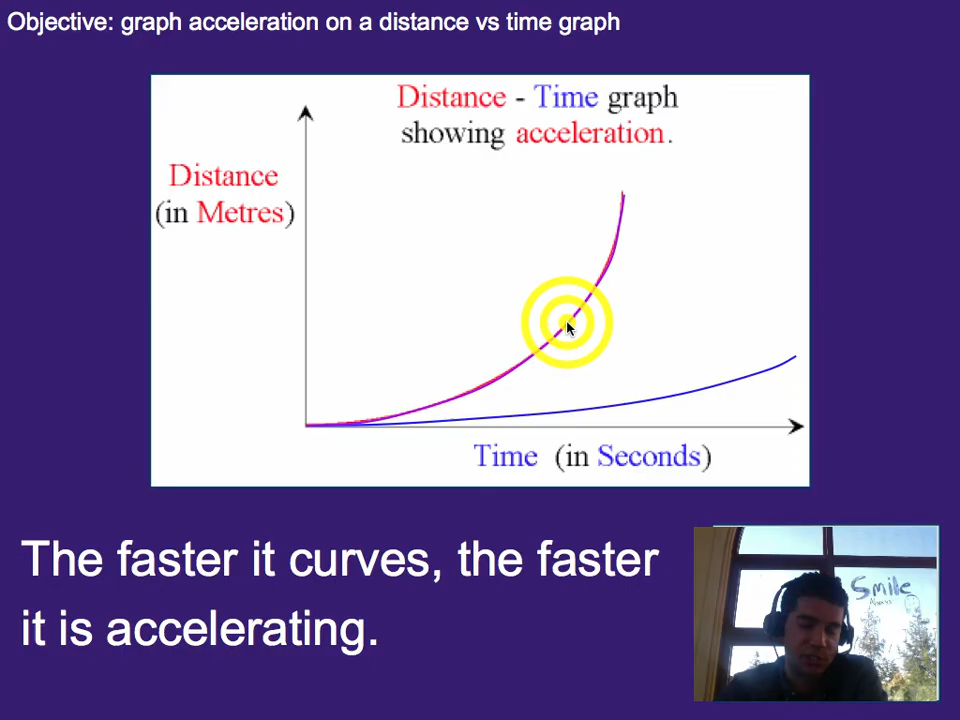 Objective: graph acceleration on a distance vs time graph
Distance - Time graph
showing acceleration.
Distance
(in Metres)
Time (in Seconds)
The faster it curves, the faster
it is accelerating.
Smile